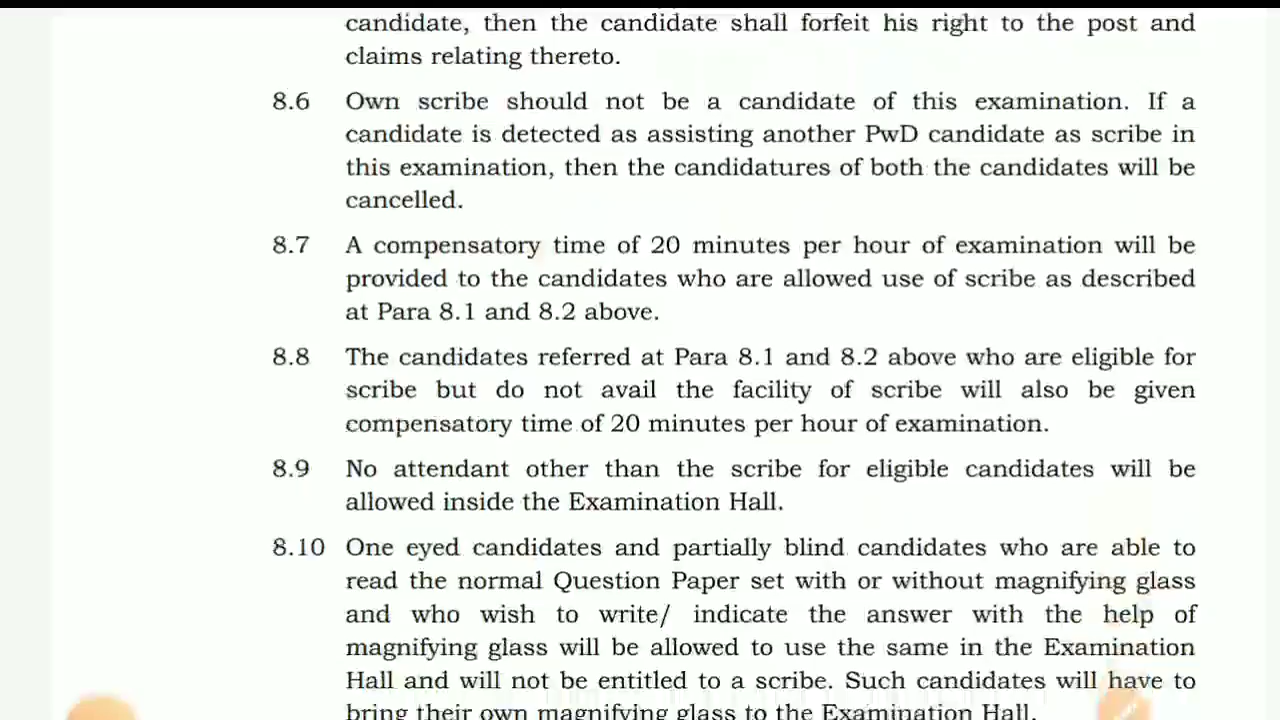 candidate, then the candidate shall forfeit his right to the post and
claims relating thereto.
8.6 Own scribe should not be a candidate of this examination. If a
candidate is detected as assisting another PwD candidate as scribe in
this examination, then the candidatures of both the candidates will be
cancelled.
8.7 A compensatory time of 20 minutes per hour of examination will be
provided to the candidates who are allowed use of scribe as described
at Para 8.1 and 8.2 above.
8.8 The candidates referred at Para 8.1 and 8.2 above who are eligible for
scribe but do not avail the facility of scribe will also be given
compensatory time of 20 minutes per hour of examination.
8.9 No attendant other than the scribe for eligible candidates will be
allowed inside the Examination Hall.
8.10 One eyed candidates and partially blind candidates who are able to
read the normal Question Paper set with or without magnifying glass
and who wish to write/ indicate the answer with the help of
magnifying glass will be allowed to use the same in the Examination
Hall and will not be entitled to a scribe. Such candidates will have to
bring their own magnifying glass to the Examination Hall.